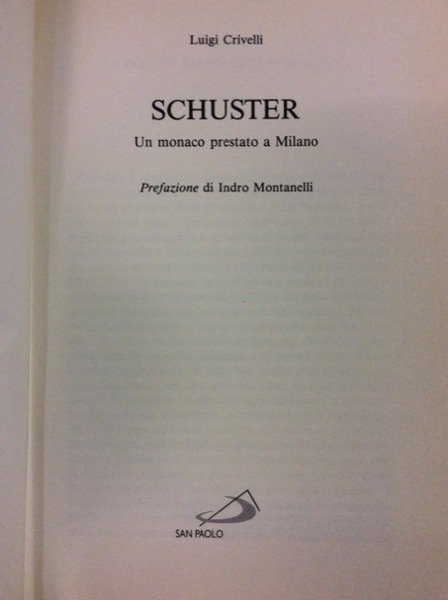 Luigi Crivelli
SCHUSTER
Un monaco prestato a Milano
Prefazione di Indro Montanelli
SAN PAOLO